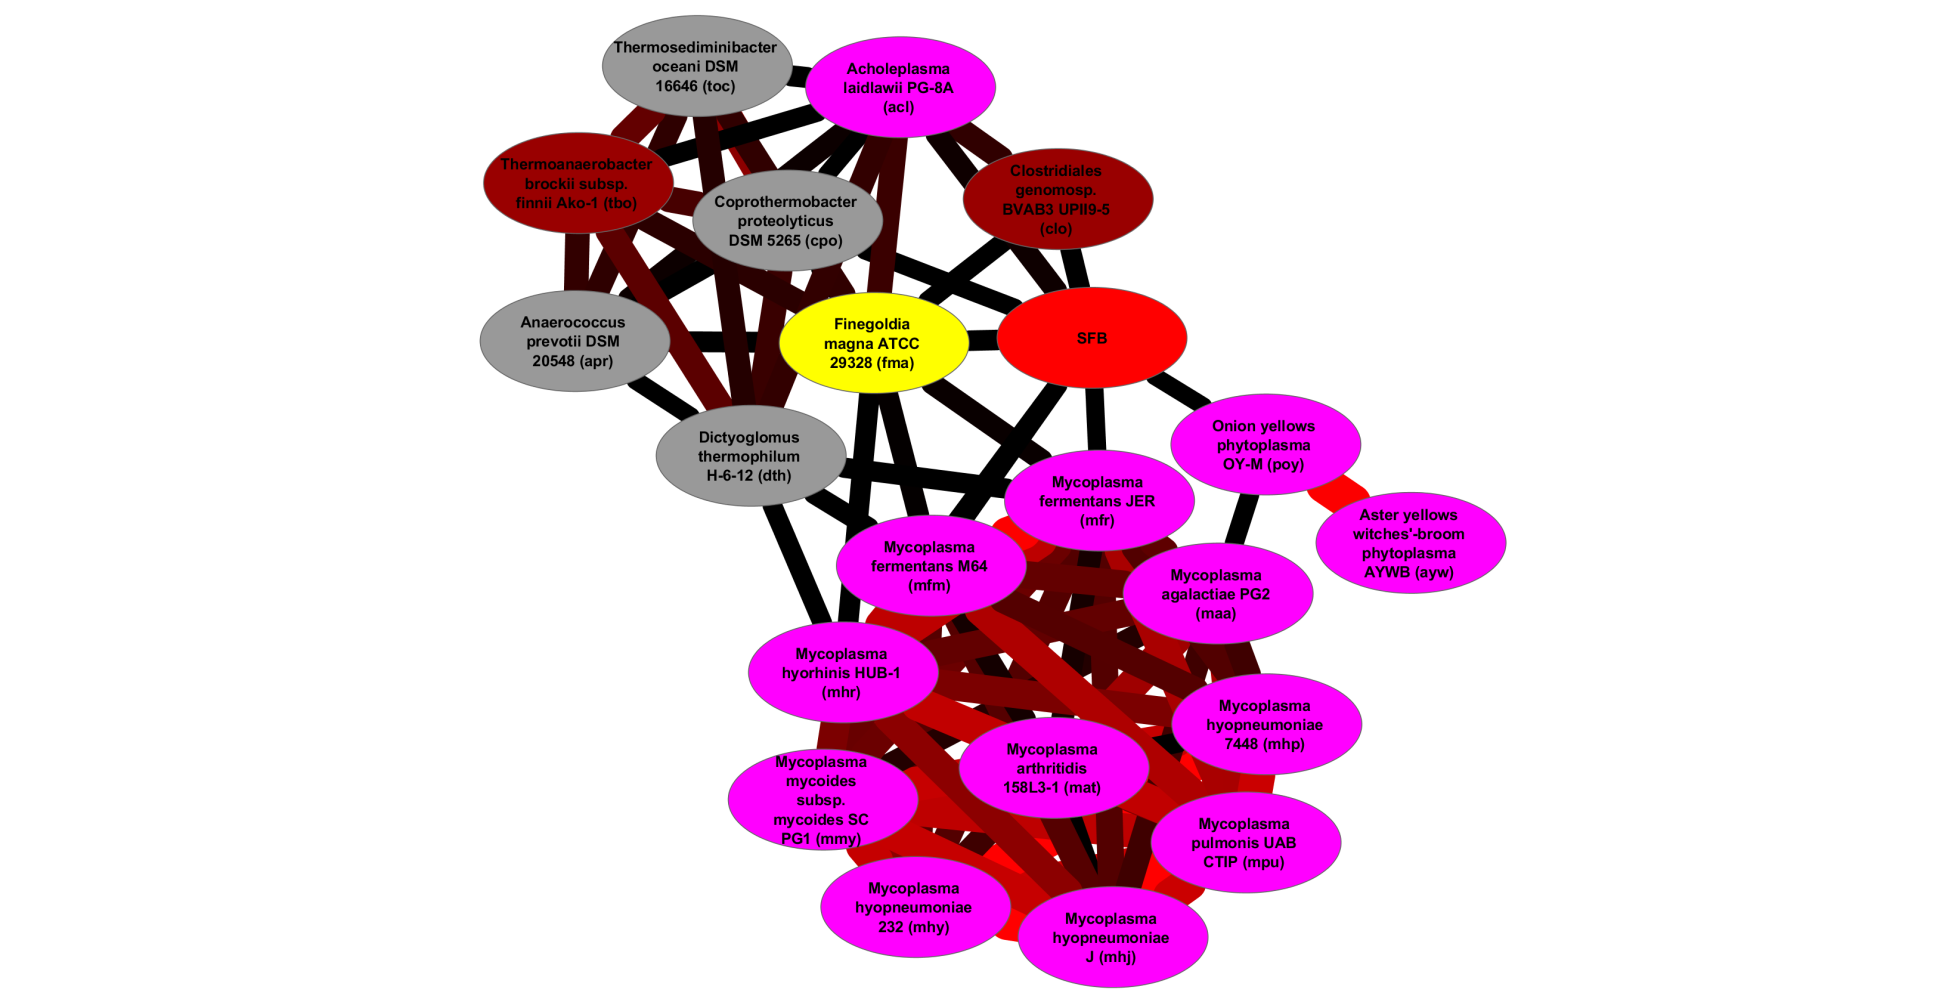 Thermosediminibacter
oceani DSM
16646 (toc)
Acholeplasma
laidlawii PG-8A
(acl)
Thermoanaerobacter
brockii subsp.
finnii Ako-1 (tbo)
Coprothermobacter
proteolyticus
DSM 5265 (cpo)
Clostridiales
genomosp.
BVAB3 UPII9-5
(clo)
Anaerococcus
prevotii DSM
20548 (apr)
Finegoldia
magna ATCC
29328 (fma)
SFB
Dictyoglomus
thermophilum
H-6-12 (dth)
Onion yellows
phytoplasma
OY-M (poy)
Mycoplasma
fermentans JER
(mfr)
Aster yellows
witches'-broom
phytoplasma
AYWB (ayw)
Mycoplasma
fermentans M64
(mfm)
Mycoplasma
agalactiae PG2
(maa)
Mycoplasma
hyorhinis HUB-1
(mhr)
Mycoplasma
hyopneumoniae
7448 (mhp)
Mycoplasma
arthritidis
158L3-1 (mat)
Mycoplasma
mycoides
subsp.
mycoides SC
PG1 (mmy)
Mycoplasma
pulmonis UAB
CTIP (mpu)
Mycoplasma
hyopneumoniae
232 (mhy)
Mycoplasma
hyopneumoniae
J (mhj)